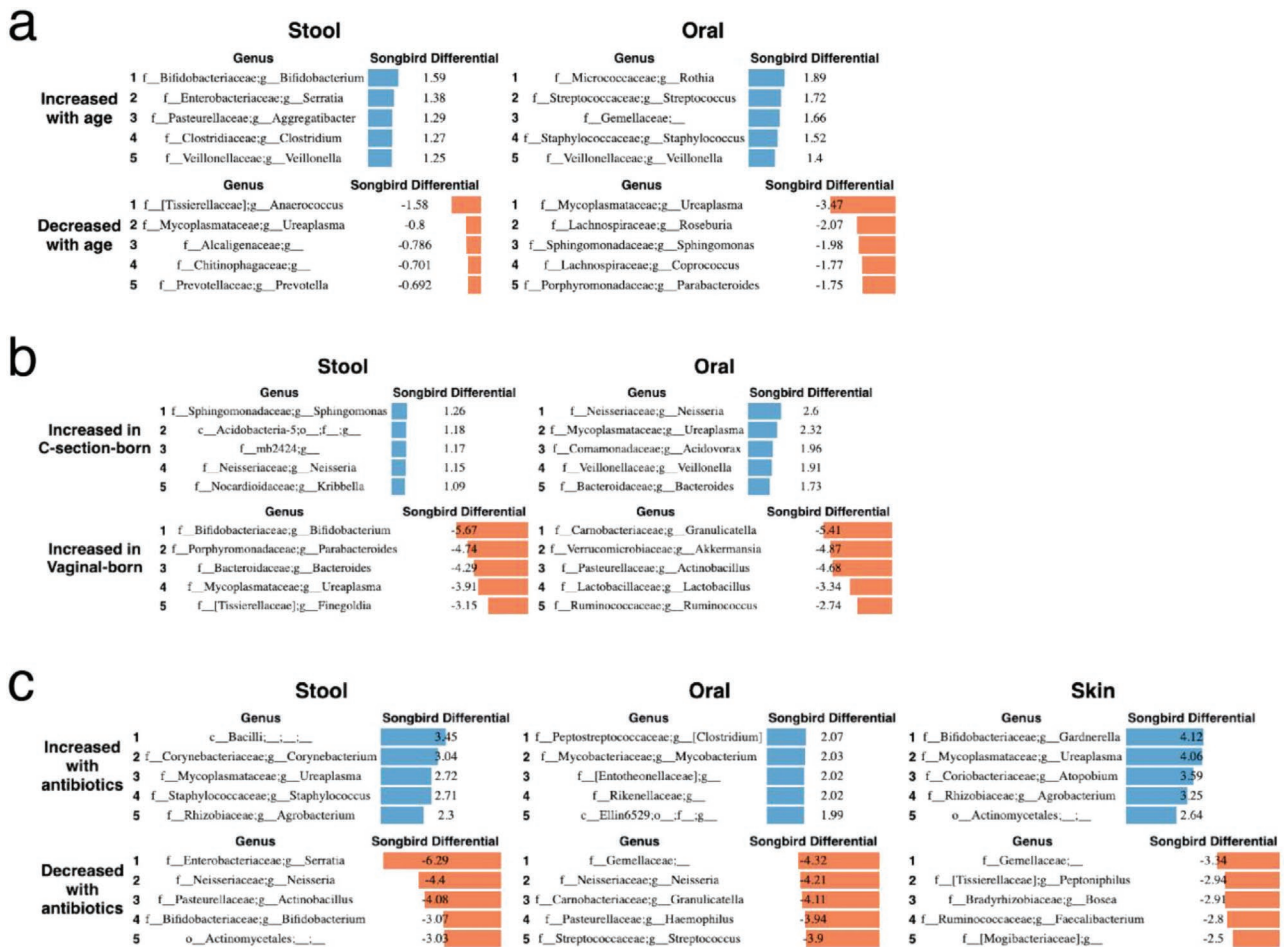 a
Stool Oral
Genus Songbird Differential Genus Songbird Differential
Increased with age
1 f__Bifidobacteriaceae;g__Bifidobacterium 1.59 1 f__Micrococcaceae;g__Rothia 1.89
2 f__Enterobacteriaceae;g__Serratia 1.38 2 f__Streptococcaceae;g__Streptococcus 1.72
3 f__Pasteurellaceae;g__Aggregatibacter 1.29 3 f__Gemellaceae;__ 1.66
4 f__Clostridiaceae;g__Clostridium 1.27 4 f__Staphylococcaceae;g__Staphylococcus 1.52
5 f__Veillonellaceae;g__Veillonella 1.25 5 f__Veillonellaceae;g__Veillonella 1.4
Genus Songbird Differential Genus Songbird Differential
Decreased with age
1 f__[Tissierellaceae];g__Anaerococcus -1.58 1 f__Mycoplasmataceae;g__Ureaplasma -3.47
2 f__Mycoplasmataceae;g__Ureaplasma -0.8 2 f__Lachnospiraceae;g__Roseburia -2.07
3 f__Alcaligenaceae;g__ -0.786 3 f__Sphingomonadaceae;g__Sphingomonas -1.98
4 f__Chitinophagaceae;g__ -0.701 4 f__Lachnospiraceae;g__Coprococcus -1.77
5 f__Prevotellaceae;g__Prevotella -0.692 5 f__Porphyromonadaceae;g__Parabacteroides -1.75
b
Stool Oral
Genus Songbird Differential Genus Songbird Differential
Increased in C-section-born
1 f__Sphingomonadaceae;g__Sphingomonas 1.26 1 f__Neisseriaceae;g__Neisseria 2.6
2 c__Acidobacteria-5;o__;f__;g__ 1.18 2 f__Mycoplasmataceae;g__Ureaplasma 2.32
3 f__mb2424;g__ 1.17 3 f__Comamonadaceae;g__Acidovorax 1.96
4 f__Neisseriaceae;g__Neisseria 1.15 4 f__Veillonellaceae;g__Veillonella 1.91
5 f__Nocardioidaceae;g__Kribbella 1.09 5 f__Bacteroidaceae;g__Bacteroides 1.73
Genus Songbird Differential Genus Songbird Differential
Increased in Vaginal-born
1 f__Bifidobacteriaceae;g__Bifidobacterium -5.67 1 f__Carnobacteriaceae;g__Granulicatella -5.41
2 f__Porphyromonadaceae;g__Parabacteroides -4.74 2 f__Verrucomicrobiaceae;g__Akkermansia -4.87
3 f__Bacteroidaceae;g__Bacteroides -4.29 3 f__Pasteurellaceae;g__Actinobacillus -4.68
4 f__Mycoplasmataceae;g__Ureaplasma -3.91 4 f__Lactobacillaceae;g__Lactobacillus -3.34
5 f__[Tissierellaceae];g__Finegoldia -3.15 5 f__Ruminococcaceae;g__Ruminococcus -2.74
c
Stool Oral Skin
Genus Songbird Differential Genus Songbird Differential Genus Songbird Differential
Increased with antibiotics
1 c__Bacilli;__;__;__ 3.45 1 f__Peptostreptococcaceae;g__[Clostridium] 2.07 1 f__Bifidobacteriaceae;g__Gardnerella 4.12
2 f__Corynebacteriaceae;g__Corynebacterium 3.04 2 f__Mycobacteriaceae;g__Mycobacterium 2.03 2 f__Mycoplasmataceae;g__Ureaplasma 4.06
3 f__Mycoplasmataceae;g__Ureaplasma 2.72 3 f__[Entotheonellaceae];g__ 2.02 3 f__Coriobacteriaceae;g__Atopobium 3.59
4 f__Staphylococcaceae;g__Staphylococcus 2.71 4 f__Rikenellaceae;g__ 2.02 4 f__Rhizobiaceae;g__Agrobacterium 3.25
5 f__Rhizobiaceae;g__Agrobacterium 2.3 5 c__Ellin6529;o__;f__;g__ 1.99 5 o__Actinomycetales;__;__ 2.64
Genus Songbird Differential Genus Songbird Differential Genus Songbird Differential
Decreased with antibiotics
1 f__Enterobacteriaceae;g__Serratia -6.29 1 f__Gemellaceae;__ -4.32 1 f__Gemellaceae;__ -3.34
2 f__Neisseriaceae;g__Neisseria -4.4 2 f__Neisseriaceae;g__Neisseria -4.21 2 f__[Tissierellaceae];g__Peptoniphilus -2.94
3 f__Pasteurellaceae;g__Actinobacillus -4.08 3 f__Carnobacteriaceae;g__Granulicatella -4.11 3 f__Bradyrhizobiaceae;g__Bosea -2.91
4 f__Bifidobacteriaceae;g__Bifidobacterium -3.07 4 f__Pasteurellaceae;g__Haemophilus -3.94 4 f__Ruminococcaceae;g__Faecalibacterium -2.8
5 o__Actinomycetales;__;__ -3.03 5 f__Streptococcaceae;g__Streptococcus -3.9 5 f__[Mogibacteriaceae];g__ -2.5